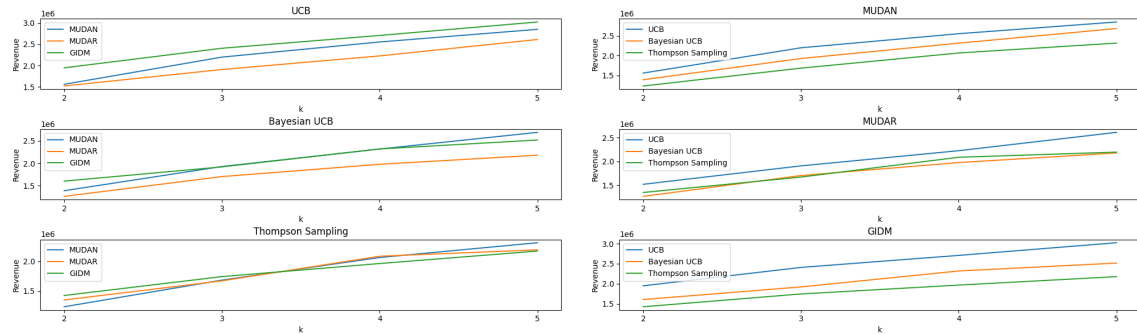 UCB
1e6
3.0
2.5
2.0
1.5
Revenue
MUDAN
MUDAR
GIDM
2 3 4 5
k
Bayesian UCB
1e6
2.5
2.0
1.5
Revenue
MUDAN
MUDAR
GIDM
2 3 4 5
k
Thompson Sampling
1e6
2.0
1.5
Revenue
MUDAN
MUDAR
GIDM
2 3 4 5
k
MUDAN
1e6
2.5
2.0
1.5
Revenue
UCB
Bayesian UCB
Thompson Sampling
2 3 4 5
k
MUDAR
1e6
2.5
2.0
1.5
Revenue
UCB
Bayesian UCB
Thompson Sampling
2 3 4 5
k
GIDM
1e6
3.0
2.5
2.0
1.5
Revenue
UCB
Bayesian UCB
Thompson Sampling
2 3 4 5
k